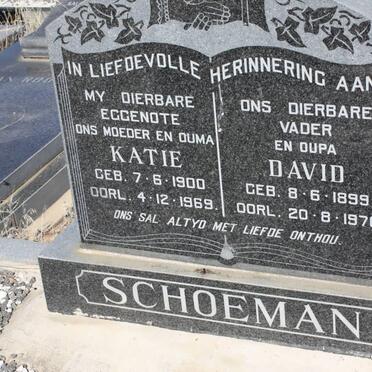 IN LIEFDEVOLLE HERINNERING AAN
MY DIERBARE
EGGENOTE
ONS MOEDER EN OUMA
KATIE
GEB. 7-6-1900
OORL. 4-12-1969.
ONS DIERBARE
VADER
EN OUPA
DAVID
GEB. 8-6-1899
OORL. 20-8-197
ONS SAL ALTYD MET LIEFDE ONTHOU.
SCHOEMAN